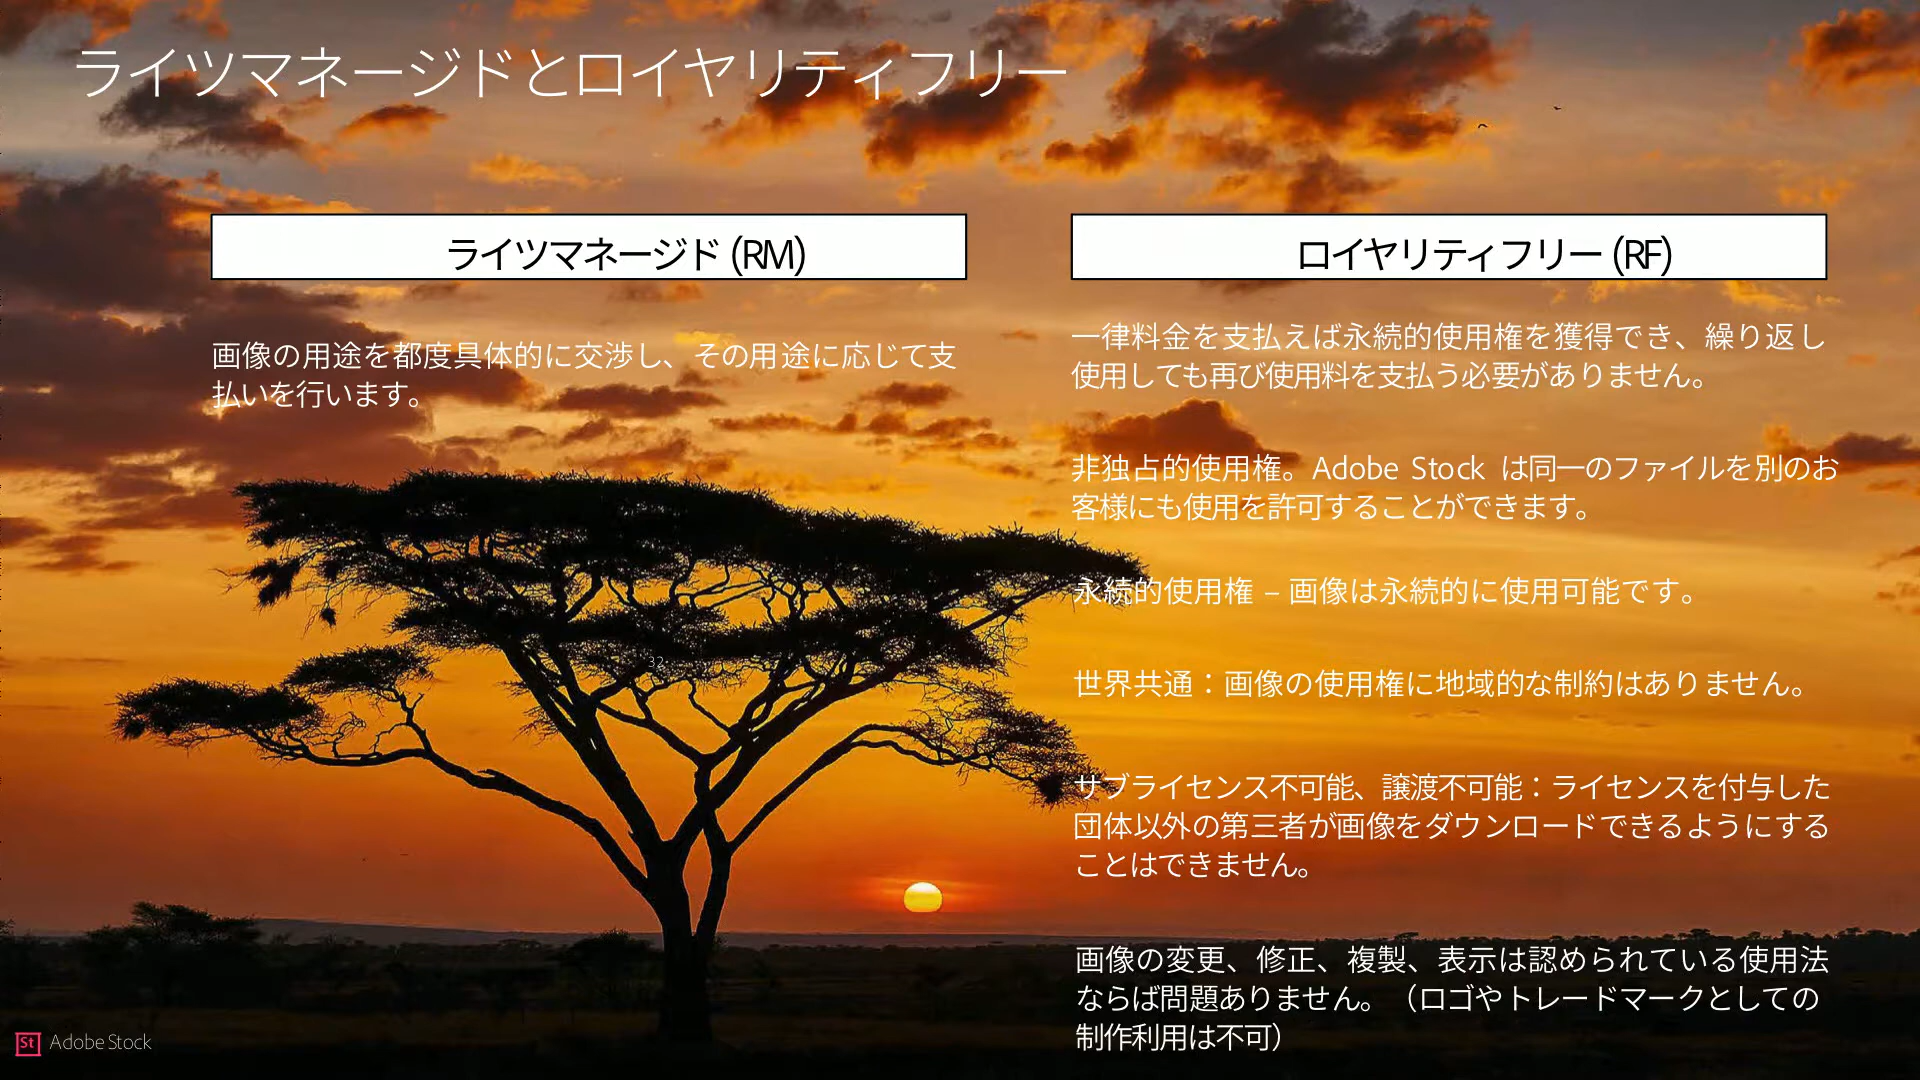 ライツマネージドとロイヤリティフリー
ライツマネージド (RM)
画像の用途を都度具体的に交渉し、その用途に応じて支
払いを行います。
ロイヤリティフリー (RF)
一律料金を支払えば永続的使用権を獲得でき、繰り返し
使用しても再び使用料を支払う必要がありません。
非独占的使用権。Adobe Stock は同一のファイルを別のお
客様にも使用を許可することができます。
永続的使用権 – 画像は永続的に使用可能です。
世界共通：画像の使用権に地域的な制約はありません。
サブライセンス不可能、譲渡不可能：ライセンスを付与した
団体以外の第三者が画像をダウンロードできるようにする
ことはできません。
画像の変更、修正、複製、表示は認められている使用法
ならば問題ありません。（ロゴやトレードマークとしての
制作利用は不可）
32
St Adobe Stock